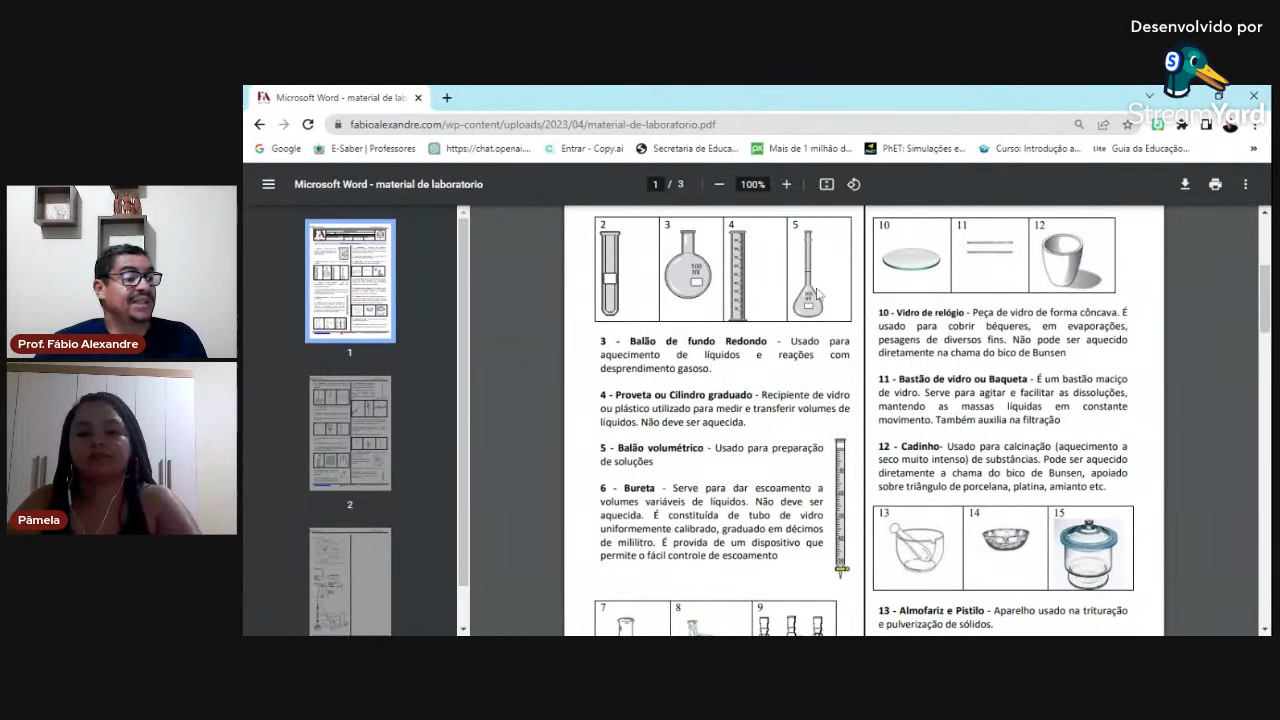 Desenvolvido por
StreamYard
FA
Microsoft Word - material de lab
fabioalexandre.com/wp-content/uploads/2023/04/material-de-laboratorio.pdf
Google
E-Saber | Professores
https://chat.openai...
Entrar - Copy.ai
Secretaria de Educa...
Mais de 1 milhão d...
PhET: Simulações e...
Curso: Introdução a...
lite Guia da Educação...
»
Microsoft Word - material de laboratorio
1 / 3
100%
1
2
Prof. Fábio Alexandre
Pâmela
2 3 4 5
100
ml
3 - Balão de fundo Redondo - Usado para
aquecimento de líquidos e reações com
desprendimento gasoso.
4 - Proveta ou Cilindro graduado - Recipiente de vidro
ou plástico utilizado para medir e transferir volumes de
líquidos. Não deve ser aquecida.
5 - Balão volumétrico - Usado para preparação
de soluções
6 - Bureta - Serve para dar escoamento a
volumes variáveis de líquidos. Não deve ser
aquecida. É constituída de tubo de vidro
uniformemente calibrado, graduado em décimos
de mililitro. É provida de um dispositivo que
permite o fácil controle de escoamento
7 8 9
10 11 12
10 - Vidro de relógio - Peça de vidro de forma côncava. É
usado para cobrir béqueres, em evaporações,
pesagens de diversos fins. Não pode ser aquecido
diretamente na chama do bico de Bunsen
11 - Bastão de vidro ou Baqueta - É um bastão maciço
de vidro. Serve para agitar e facilitar as dissoluções,
mantendo as massas líquidas em constante
movimento. Também auxilia na filtração
12 - Cadinho- Usado para calcinação (aquecimento a
seco muito intenso) de substâncias. Pode ser aquecido
diretamente a chama do bico de Bunsen, apoiado
sobre triângulo de porcelana, platina, amianto etc.
13 14 15
13 - Almofariz e Pistilo - Aparelho usado na trituração
e pulverização de sólidos.